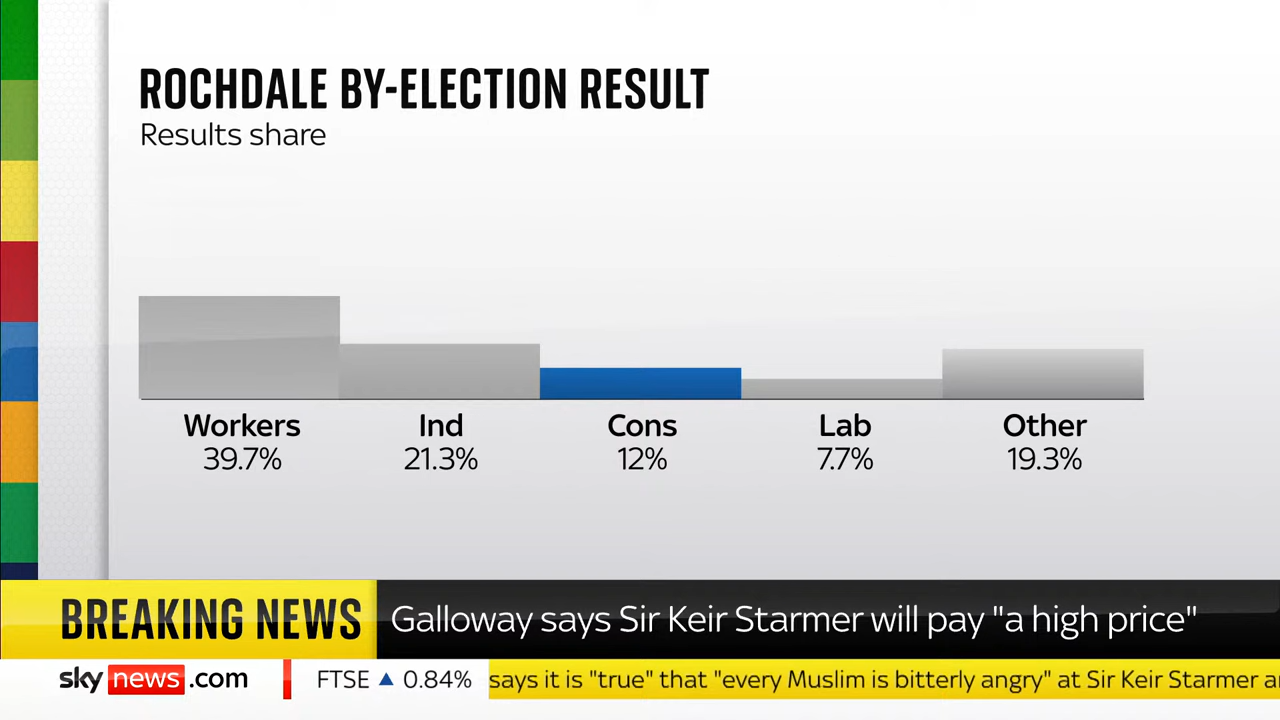 ROCHDALE BY-ELECTION RESULT
Results share
Workers Ind Cons Lab Other
39.7% 21.3% 12% 7.7% 19.3%
BREAKING NEWS Galloway says Sir Keir Starmer will pay "a high price"
sky news .com FTSE ▲ 0.84% says it is "true" that "every Muslim is bitterly angry" at Sir Keir Starmer